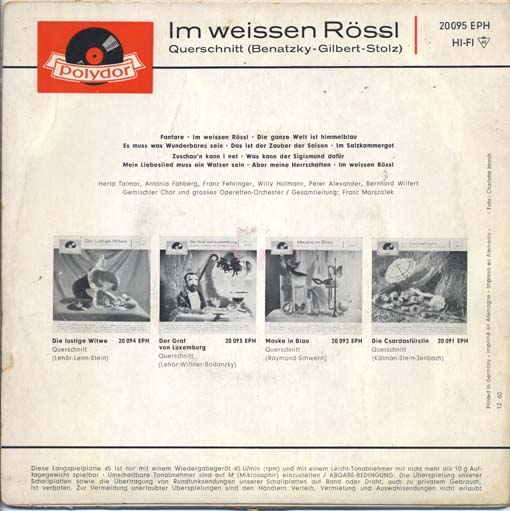 Polydor
Im weissen Rössl
Querschnitt (Benatzky-Gilbert-Stolz)
20095 EPH
HI-FI
Fanfare · Im weissen Rössl · Die ganze Welt ist himmelblau
Es muss was Wunderbares sein · Das ist der Zauber der Saison · Im Salzkammergut
Zuschau'n kann i net · Was kann der Sigismund dafür
Mein Liebeslied muss ein Walzer sein · Aber meine Herrschaften · Im weissen Rössl
Herta Talmar, Antonia Fahberg, Franz Fehringer, Willy Hofmann, Peter Alexander, Bernhard Wilfert
Gemischter Chor und grosses Operetten-Orchester / Gesamtleitung: Franz Marszalek
Die lustige Witwe
Der Graf von Luxemburg
Maske in Blau
Die lustige Witwe 20 094 EPH
Querschnitt
(Lehár-Leon-Stein)
Der Graf 20 093 EPH
von Luxemburg
Querschnitt
(Lehár-Willner-Bodanzky)
Maske in Blau 20 092 EPH
Querschnitt
(Raymond-Schwenn)
Die Csardasfürstin 20 091 EPH
Querschnitt
(Kálmán-Stein-Jenbach)
Printed in Germany - Imprimé en Allemagne - Impreso en Alemania - Foto: Charlotte March
12. 60
Diese Langspielplatte 45 ist nur mit einem Wiedergabegerät 45 U/min (rpm) und mit einem Leicht-Tonabnehmer mit nicht mehr als 10 g Auf-
lagegewicht spielbar · Umschaltbare Tonabnehmer sind auf M (Mikrosaphir) einzustellen / ABGABE-BEDINGUNG: Die Überspielung unserer
Schallplatten sowie die Übertragung von Rundfunksendungen unserer Schallplatten auf Band oder Draht, auch zu privatem Gebrauch,
ist verboten. Zur Vermeidung unerlaubter Überspielungen sind den Händlern Verleih, Vermietung und Auswahlsendungen nicht erlaubt